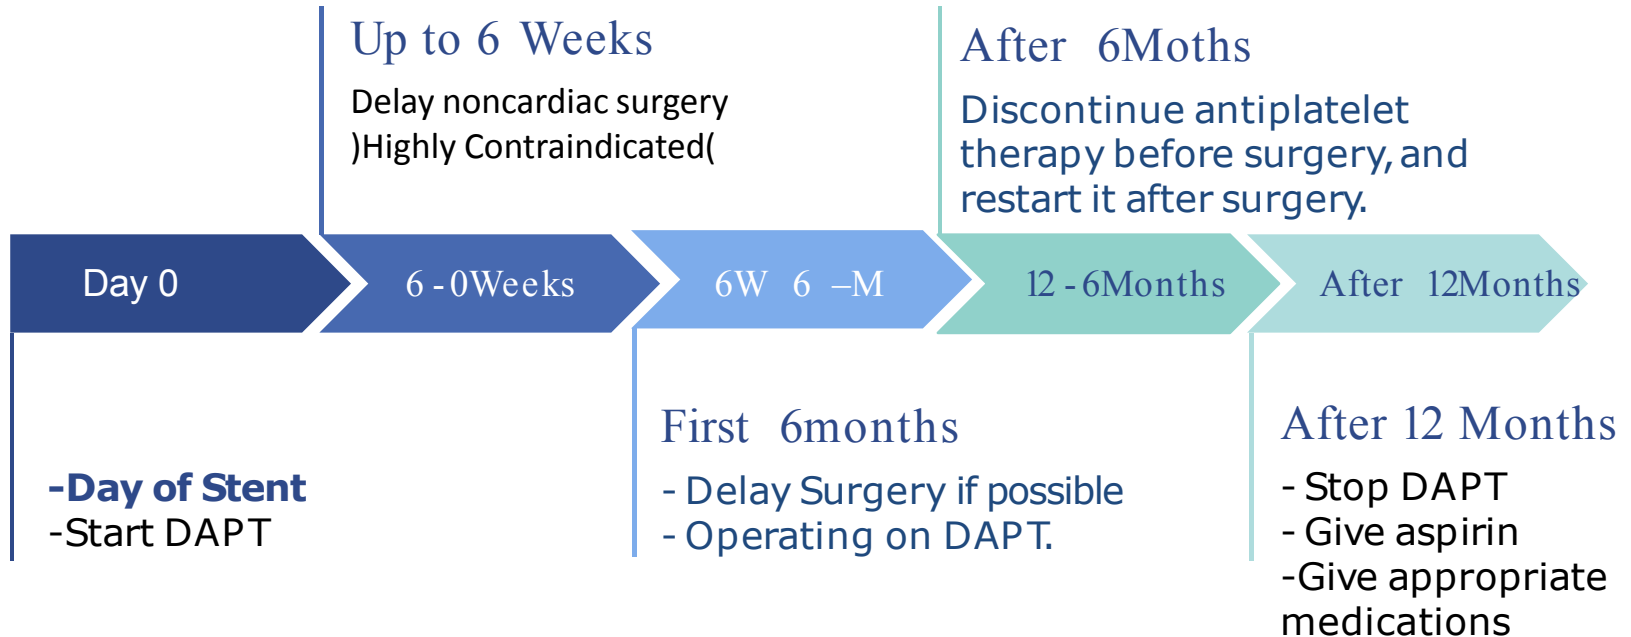 Up to 6 Weeks
Delay noncardiac surgery
)Highly Contraindicated(
After 6Moths
Discontinue antiplatelet
therapy before surgery, and
restart it after surgery.
Day 0
6 -0Weeks
6W 6 –M
12 -6Months
After 12Months
-Day of Stent
-Start DAPT
First 6months
- Delay Surgery if possible
- Operating on DAPT.
After 12 Months
- Stop DAPT
- Give aspirin
-Give appropriate
medications